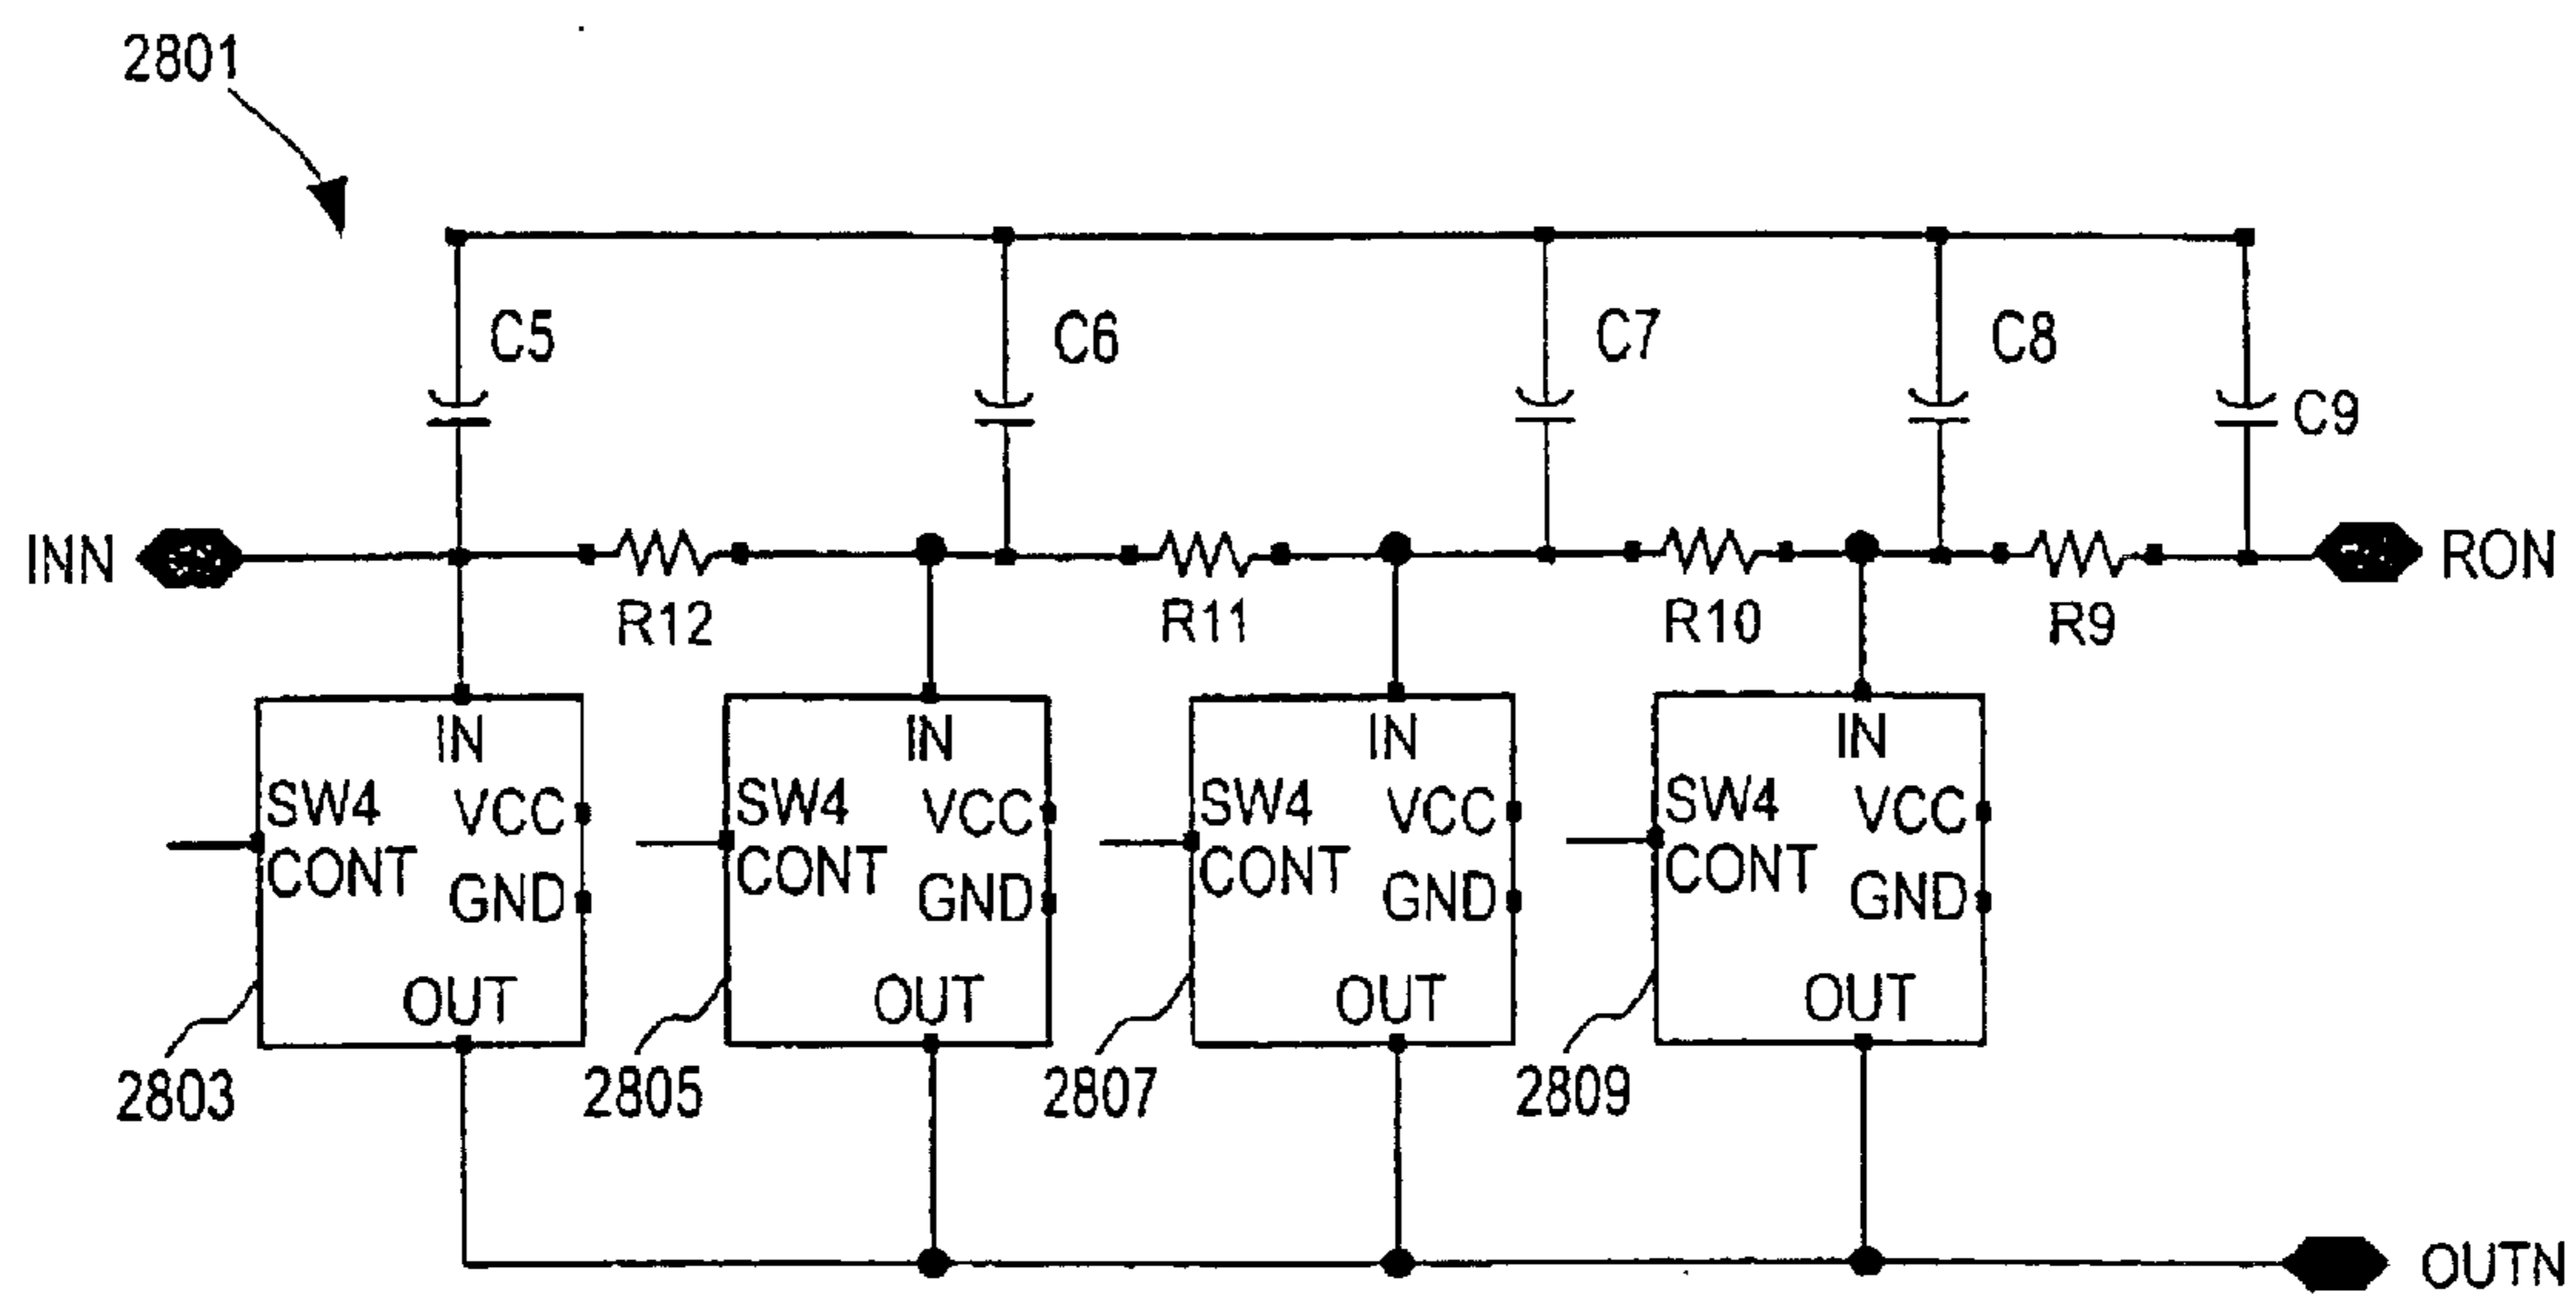 2801
C5
C6
C7
C8
C9
INN
RON
R12
R11
R10
R9
IN
SW4
VCC
CONT
GND
OUT
IN
SW4
VCC
CONT
GND
OUT
IN
SW4
VCC
CONT
GND
OUT
IN
SW4
VCC
CONT
GND
OUT
2803
2805
2807
2809
OUTN